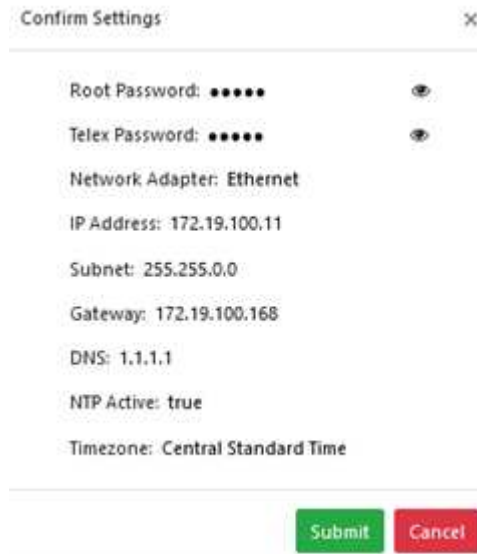 Confirm Settings ×
Root Password: •••••
Telex Password: •••••
Network Adapter: Ethernet
IP Address: 172.19.100.11
Subnet: 255.255.0.0
Gateway: 172.19.100.168
DNS: 1.1.1.1
NTP Active: true
Timezone: Central Standard Time
Submit Cancel